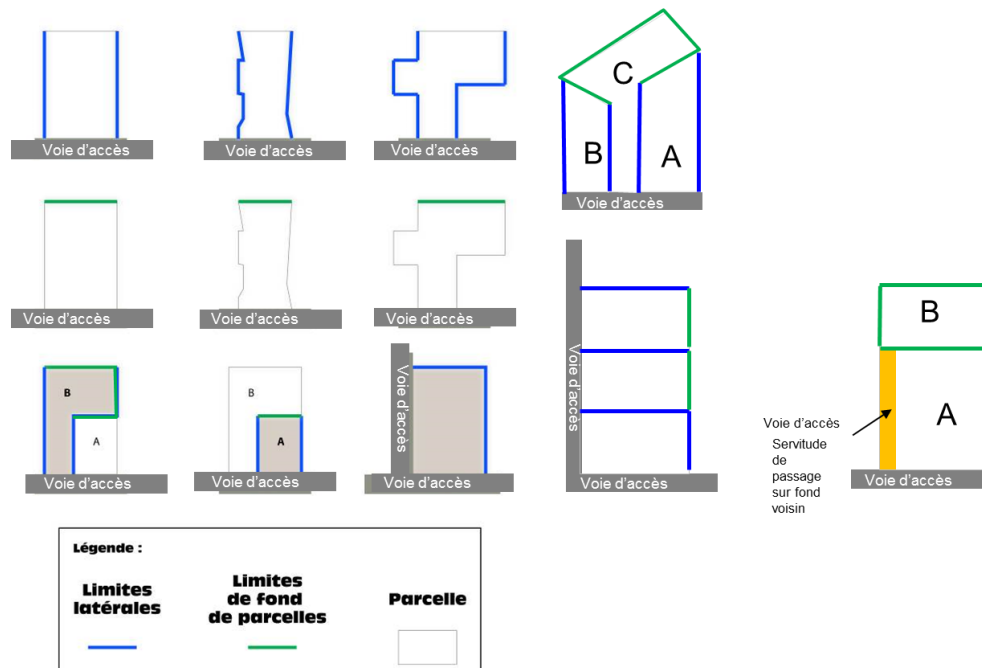 Voie d'accès
Voie d'accès
Voie d'accès
C
B
A
Voie d'accès
Voie d'accès
Voie d'accès
Voie d'accès
Voie d'accès
B
A
Voie d'accès
Servitude
de
passage
sur fond
voisin
Voie d'accès
B
A
Voie d'accès
B
A
Voie d'accès
Voie d'accès
Voie d'accès
Voie d'accès
Légende :
Limites
latérales
Limites
de fond
de parcelles
Parcelle